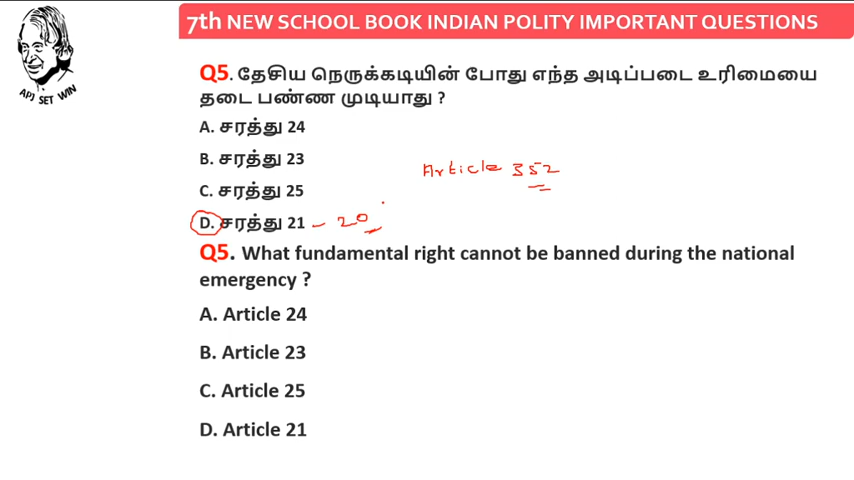 7th NEW SCHOOL BOOK INDIAN POLITY IMPORTANT QUESTIONS
APJ SET WIN
Q5. தேசிய நெருக்கடியின் போது எந்த அடிப்படை உரிமையை
தடை பண்ண முடியாது ?
A. சரத்து 24
B. சரத்து 23
Article 352
C. சரத்து 25
D. சரத்து 21 - 20
Q5. What fundamental right cannot be banned during the national
emergency ?
A. Article 24
B. Article 23
C. Article 25
D. Article 21